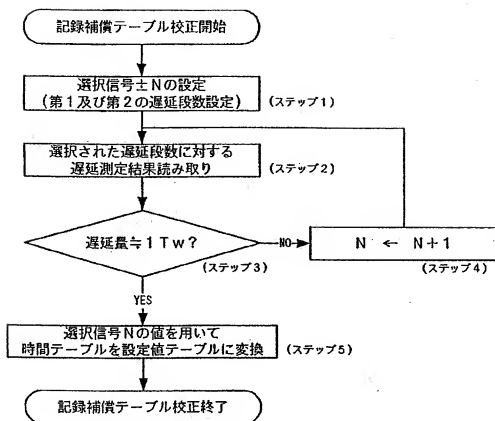 記録補償テーブル校正開始
選択信号±Nの設定
(第1及び第2の遅延段数設定)
(ステップ1)
選択された遅延段数に対する
遅延測定結果読み取り
(ステップ2)
遅延量≒1Tw?
(ステップ3)
NO
N ← N+1
(ステップ4)
YES
選択信号Nの値を用いて
時間テーブルを設定値テーブルに変換
(ステップ5)
記録補償テーブル校正終了